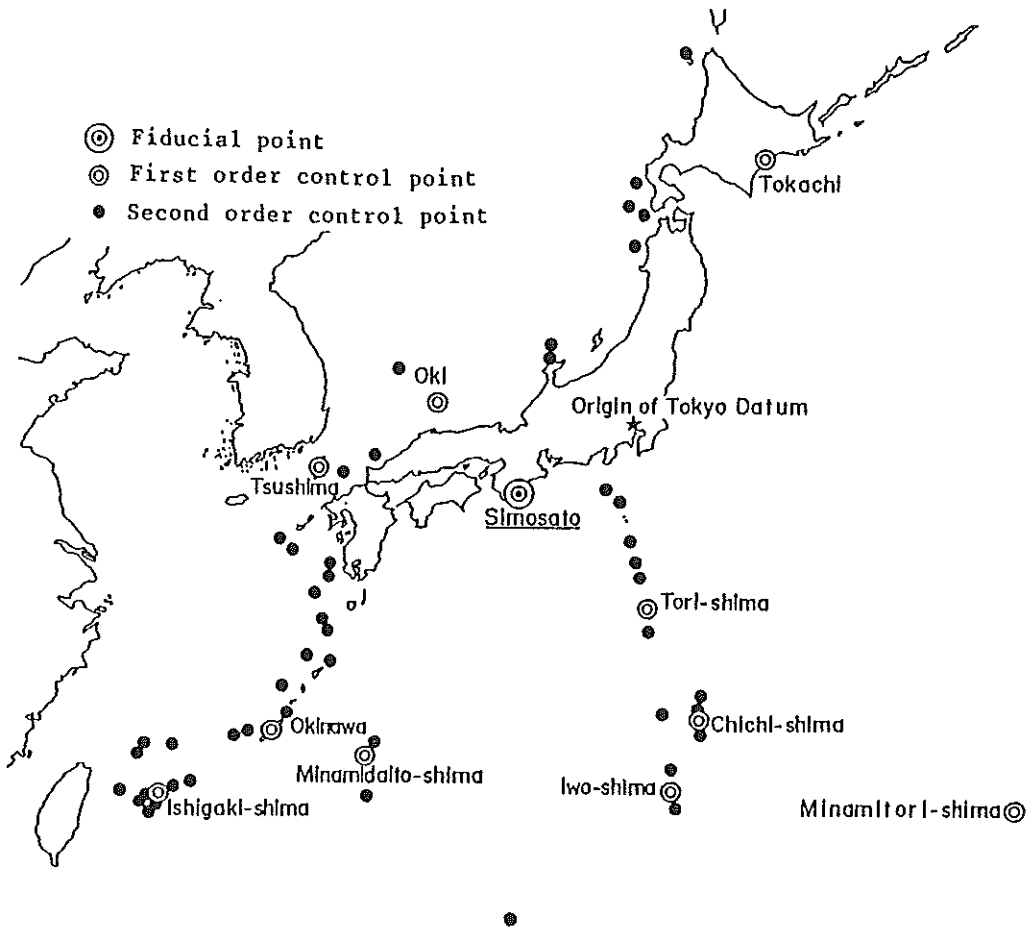 Fiducial point
First order control point
Second order control point
Tokachi
Oki
Origin of Tokyo Datum
Tsushima
Simosato
Tori-shima
Okinawa
Chichi-shima
Minamidaito-shima
Iwo-shima
Ishigaki-shima
Minamitori-shima